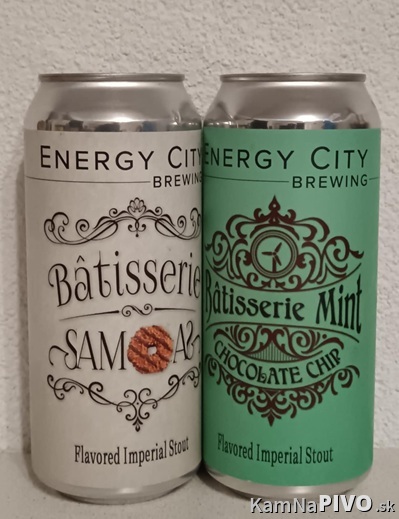 ENERGY CITY
BREWING
Bâtisserie
SAMOAS
Flavored Imperial Stout
ENERGY CITY
BREWING
Bâtisserie Mint
CHOCOLATE CHIP
Flavored Imperial Stout
KamNaPIVO.sk